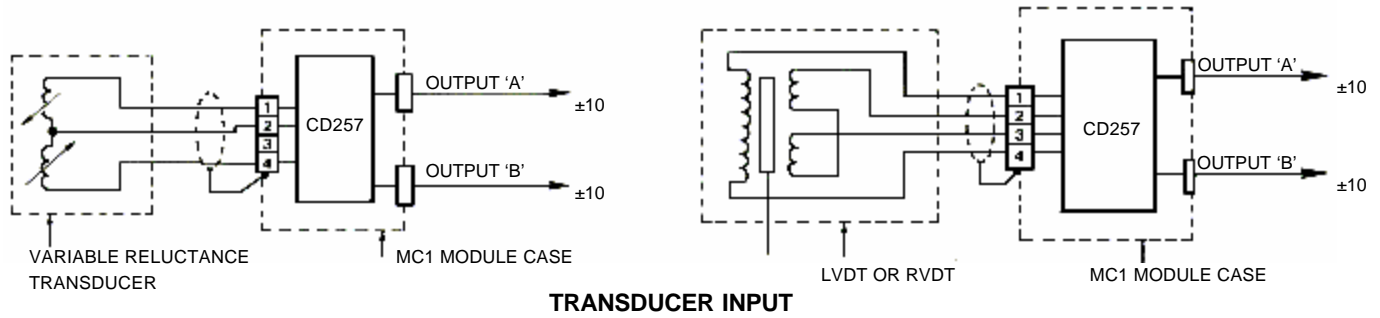 1
2
3
4
CD257
OUTPUT ‘A’
±10
OUTPUT ‘B’
±10
VARIABLE RELUCTANCE
TRANSDUCER
MC1 MODULE CASE
1
2
3
4
CD257
OUTPUT ‘A’
±10
OUTPUT ‘B’
±10
LVDT OR RVDT
MC1 MODULE CASE
TRANSDUCER INPUT